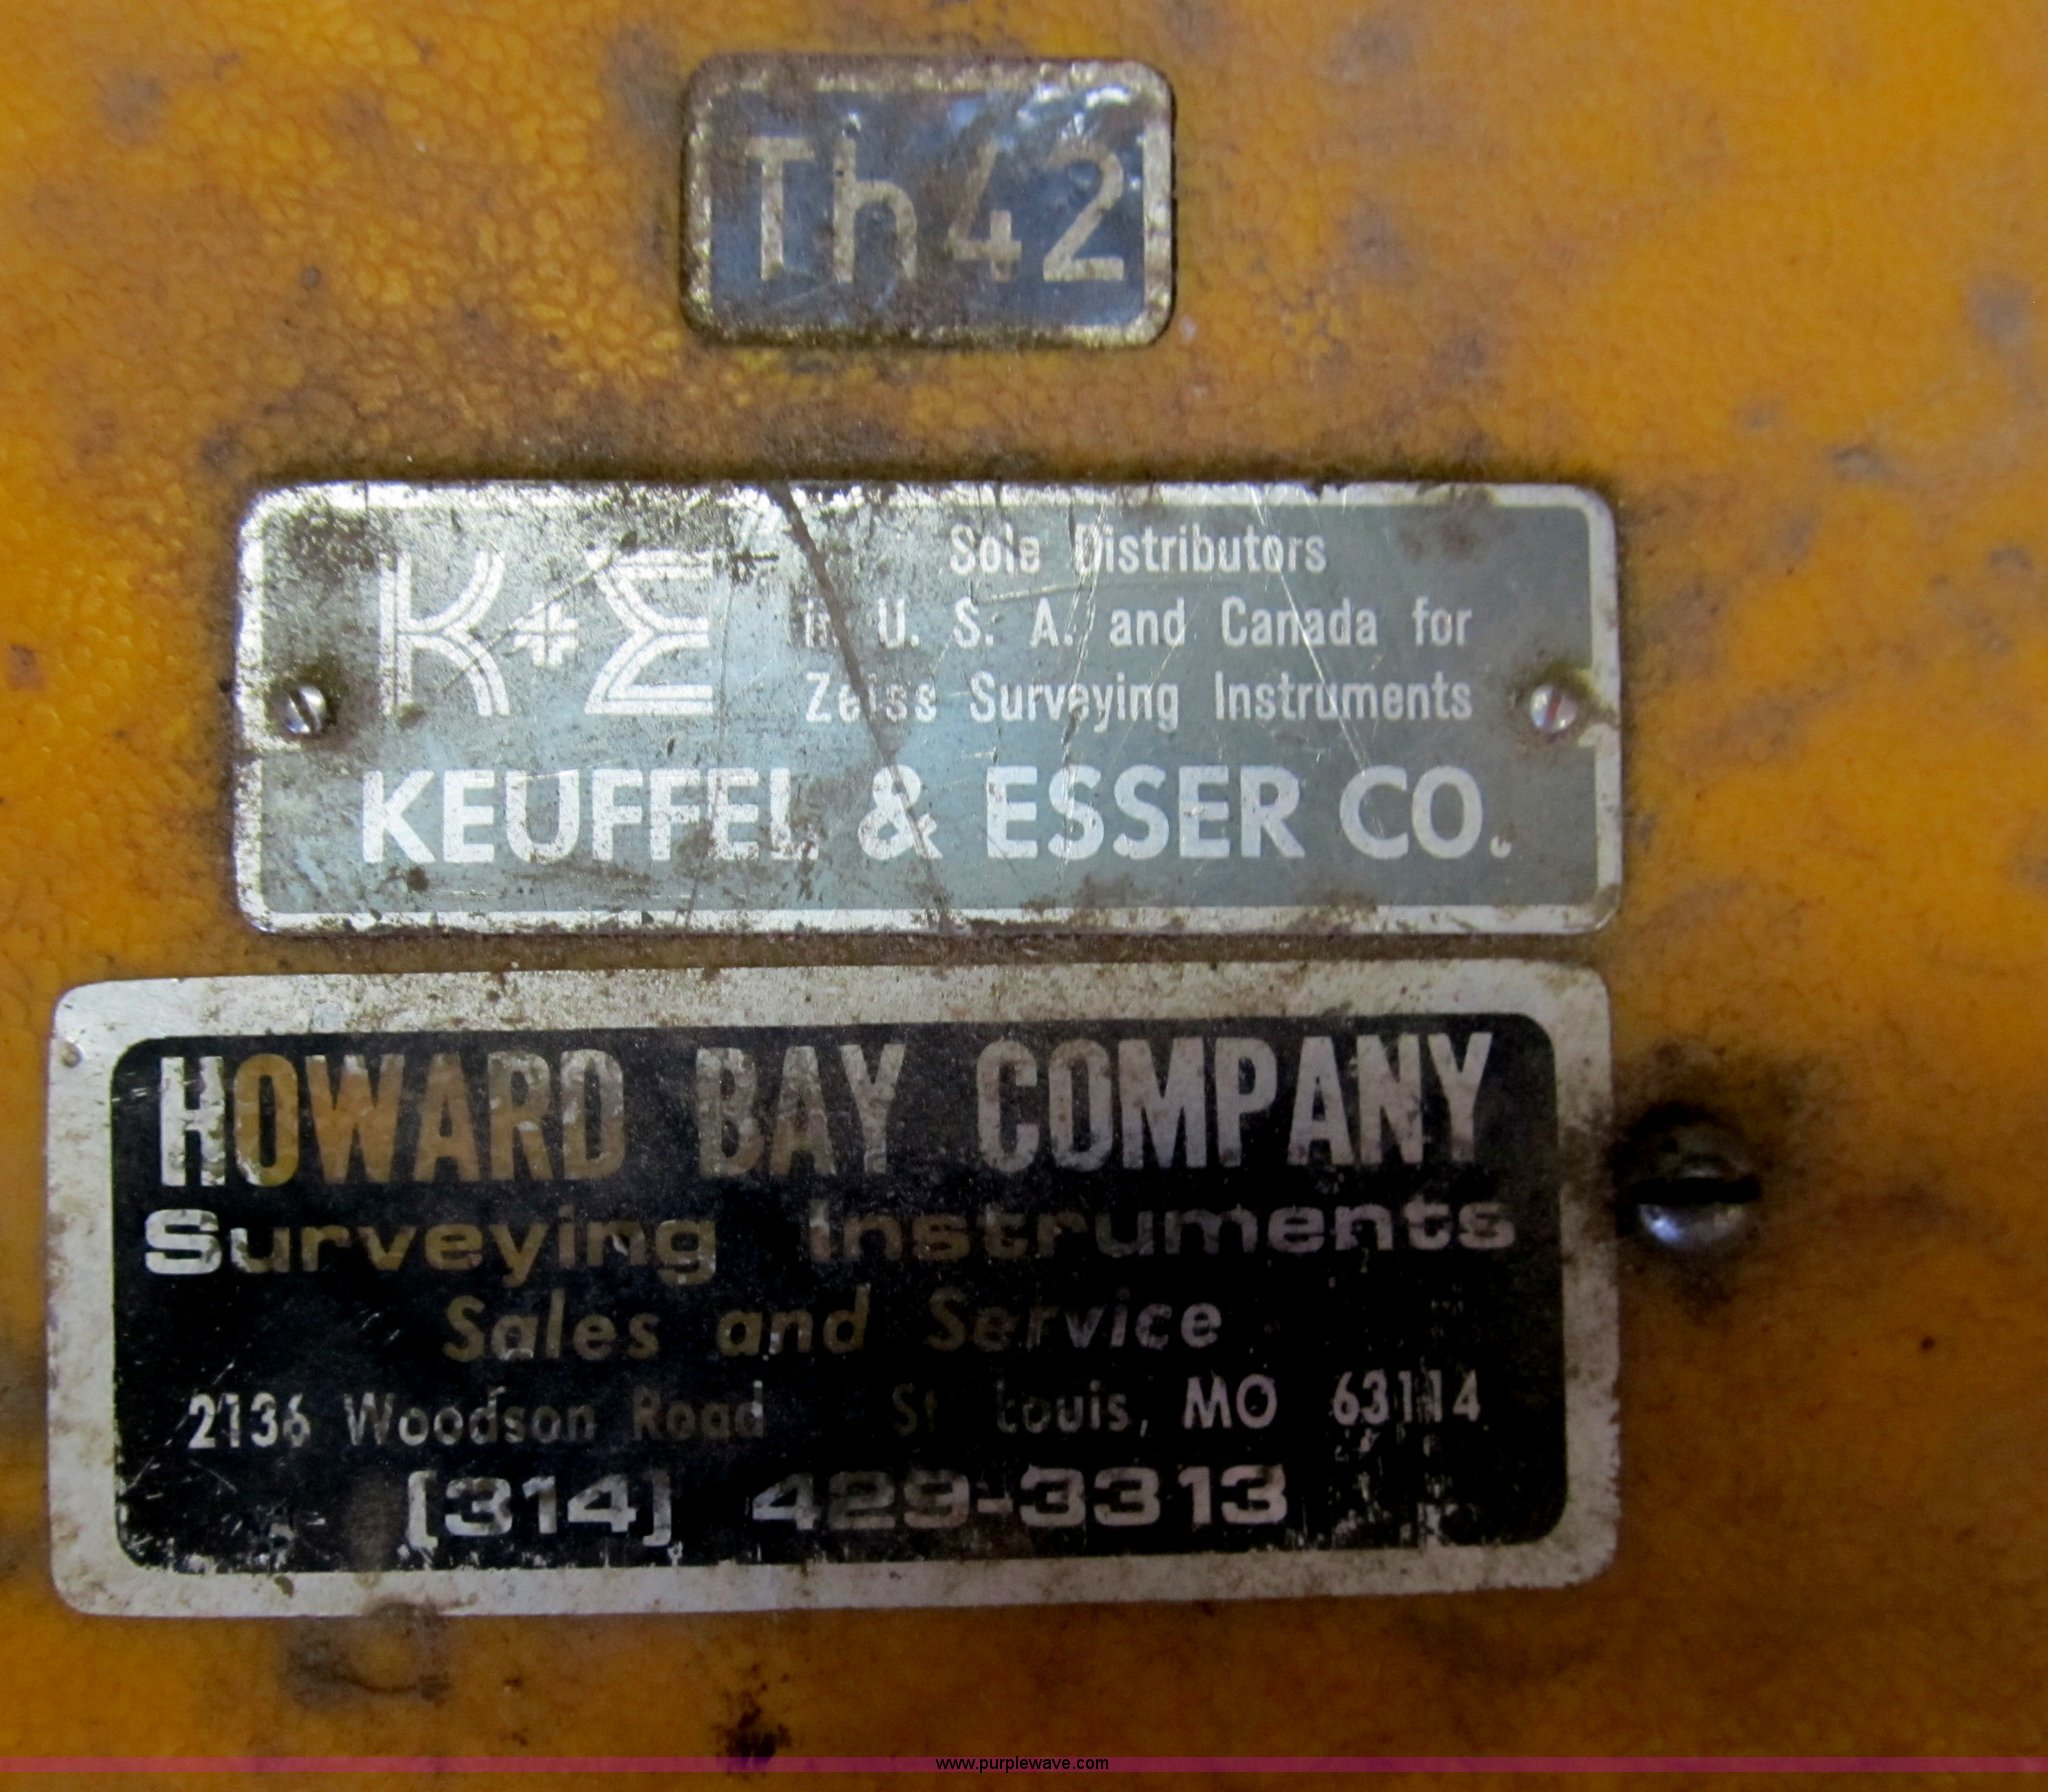 Th42
K+E
Sole Distributors
in U. S. A. and Canada for
Zeiss Surveying Instruments
KEUFFEL & ESSER CO.
HOWARD BAY COMPANY
Surveying Instruments
Sales and Service
2136 Woodson Road St Louis, MO 63114
(314) 429-3313
www.purplewave.com